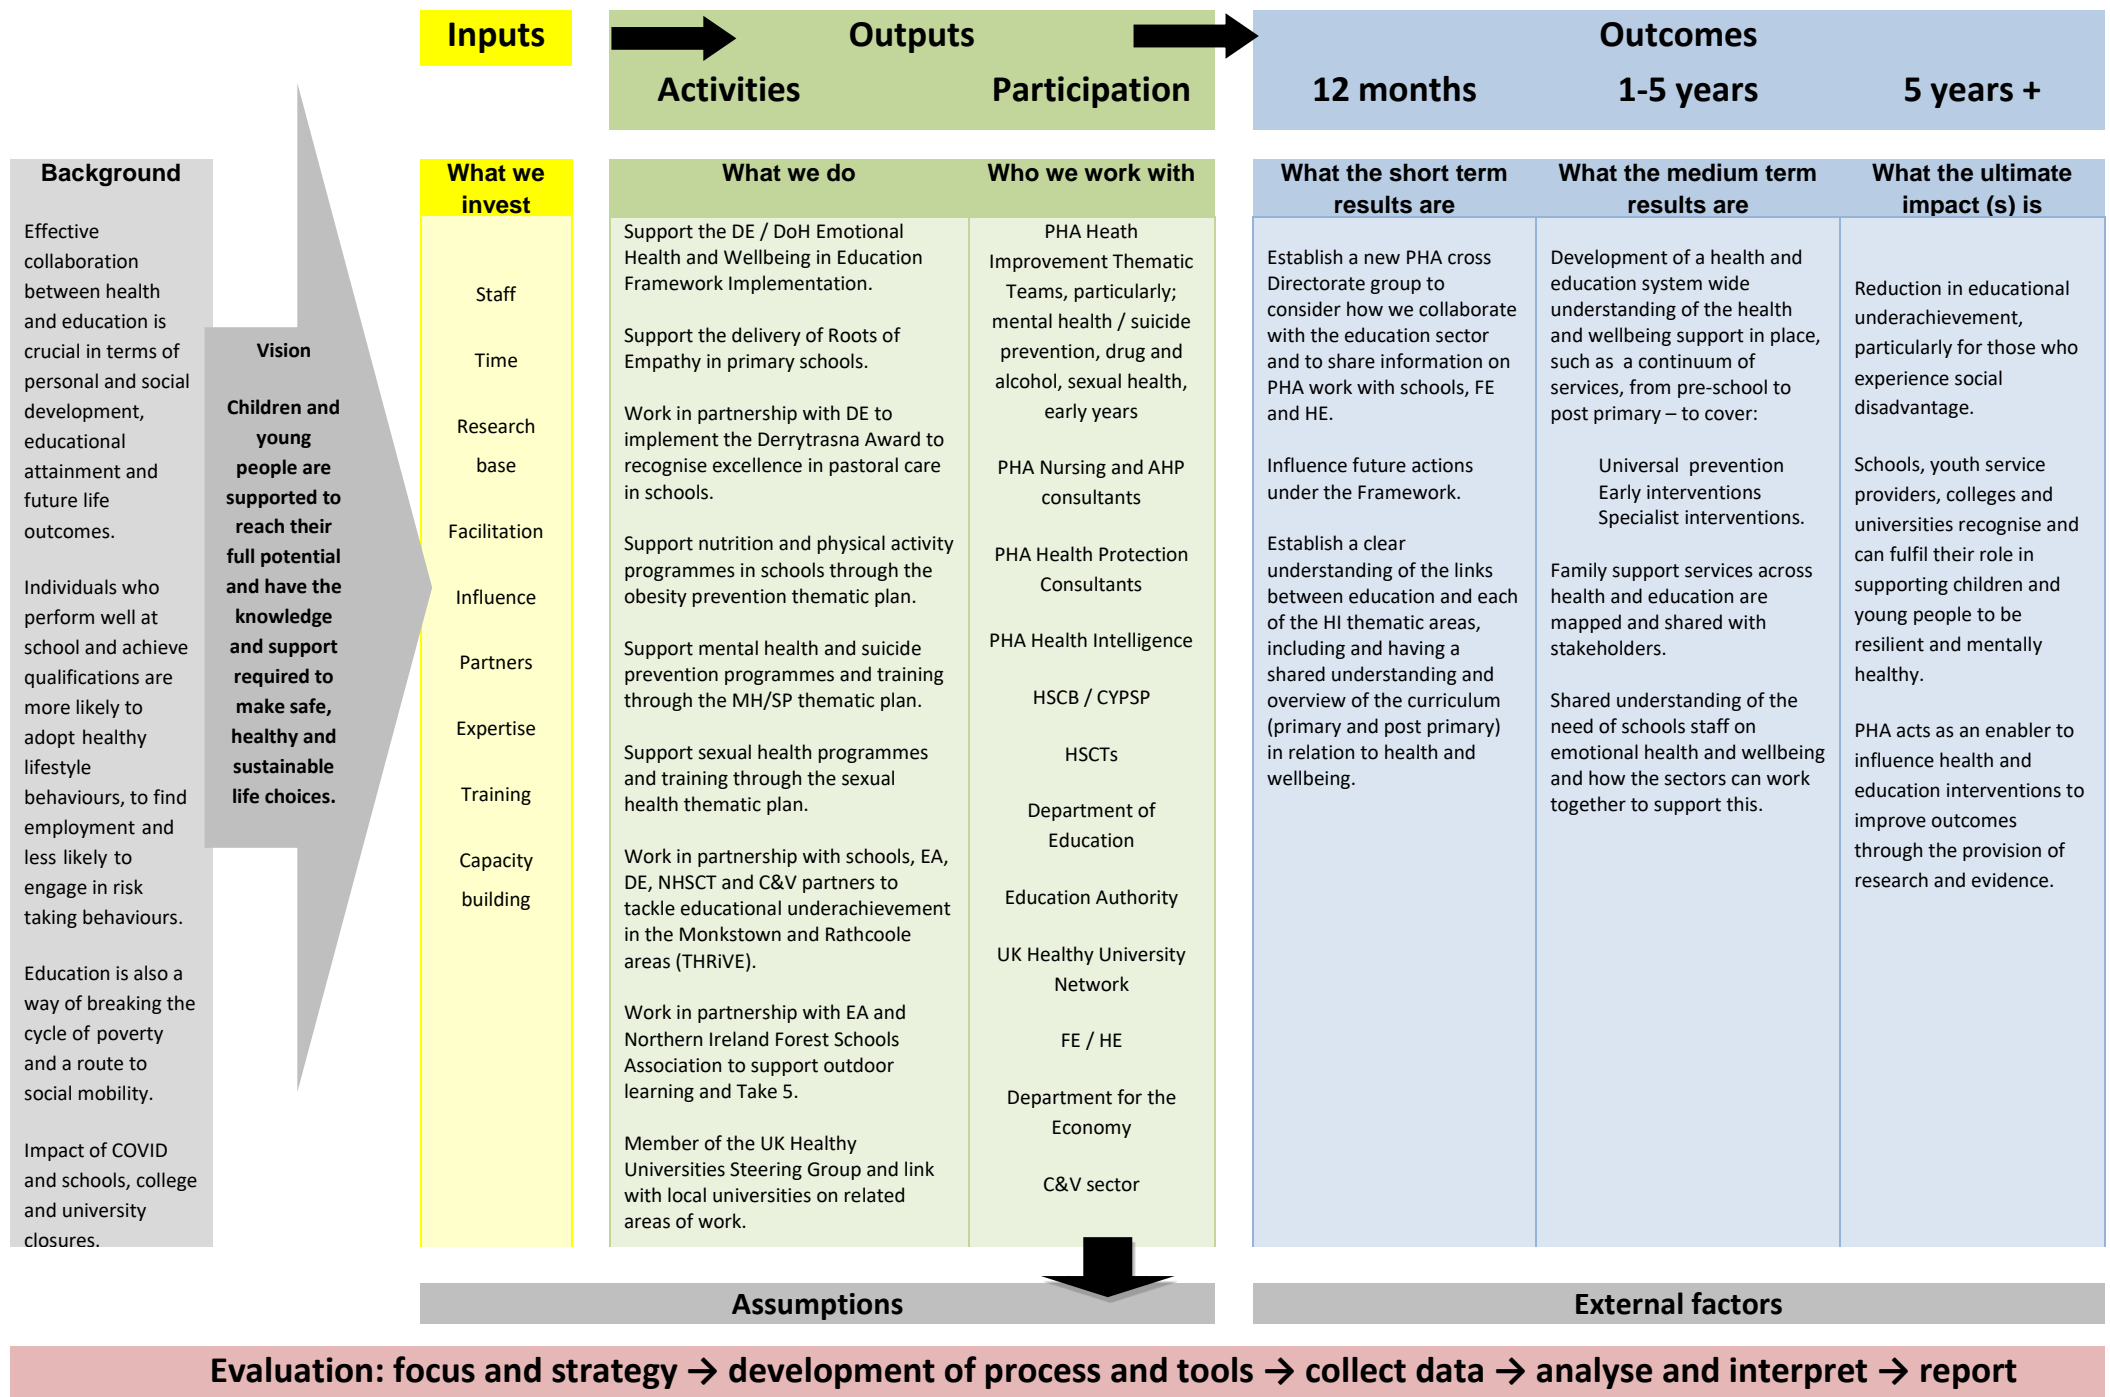 Inputs
Outputs
Activities
Participation
Outcomes
12 months
1-5 years
5 years +
Background
Effective
collaboration
between health
and education is
crucial in terms of
personal and social
development,
educational
attainment and
future life
outcomes.
Individuals who
perform well at
school and achieve
qualifications are
more likely to
adopt healthy
lifestyle
behaviours, to find
employment and
less likely to
engage in risk
taking behaviours.
Education is also a
way of breaking the
cycle of poverty
and a route to
social mobility.
Impact of COVID
and schools, college
and university
closures.
Vision
Children and
young
people are
supported to
reach their
full potential
and have the
knowledge
and support
required to
make safe,
healthy and
sustainable
life choices.
What we
invest
Staff
Time
Research
base
Facilitation
Influence
Partners
Expertise
Training
Capacity
building
What we do
Support the DE / DoH Emotional
Health and Wellbeing in Education
Framework Implementation.
Support the delivery of Roots of
Empathy in primary schools.
Work in partnership with DE to
implement the Derrytrasna Award to
recognise excellence in pastoral care
in schools.
Support nutrition and physical activity
programmes in schools through the
obesity prevention thematic plan.
Support mental health and suicide
prevention programmes and training
through the MH/SP thematic plan.
Support sexual health programmes
and training through the sexual
health thematic plan.
Work in partnership with schools, EA,
DE, NHSCT and C&V partners to
tackle educational underachievement
in the Monkstown and Rathcoole
areas (THRiVE).
Work in partnership with EA and
Northern Ireland Forest Schools
Association to support outdoor
learning and Take 5.
Member of the UK Healthy
Universities Steering Group and link
with local universities on related
areas of work.
Who we work with
PHA Heath
Improvement Thematic
Teams, particularly;
mental health / suicide
prevention, drug and
alcohol, sexual health,
early years
PHA Nursing and AHP
consultants
PHA Health Protection
Consultants
PHA Health Intelligence
HSCB / CYPSP
HSCTs
Department of
Education
Education Authority
UK Healthy University
Network
FE / HE
Department for the
Economy
C&V sector
What the short term
results are
Establish a new PHA cross
Directorate group to
consider how we collaborate
with the education sector
and to share information on
PHA work with schools, FE
and HE.
Influence future actions
under the Framework.
Establish a clear
understanding of the links
between education and each
of the HI thematic areas,
including and having a
shared understanding and
overview of the curriculum
(primary and post primary)
in relation to health and
wellbeing.
What the medium term
results are
Development of a health and
education system wide
understanding of the health
and wellbeing support in place,
such as a continuum of
services, from pre-school to
post primary – to cover:
Universal prevention
Early interventions
Specialist interventions.
Family support services across
health and education are
mapped and shared with
stakeholders.
Shared understanding of the
need of schools staff on
emotional health and wellbeing
and how the sectors can work
together to support this.
What the ultimate
impact (s) is
Reduction in educational
underachievement,
particularly for those who
experience social
disadvantage.
Schools, youth service
providers, colleges and
universities recognise and
can fulfil their role in
supporting children and
young people to be
resilient and mentally
healthy.
PHA acts as an enabler to
influence health and
education interventions to
improve outcomes
through the provision of
research and evidence.
Assumptions
External factors
Evaluation: focus and strategy → development of process and tools → collect data → analyse and interpret → report